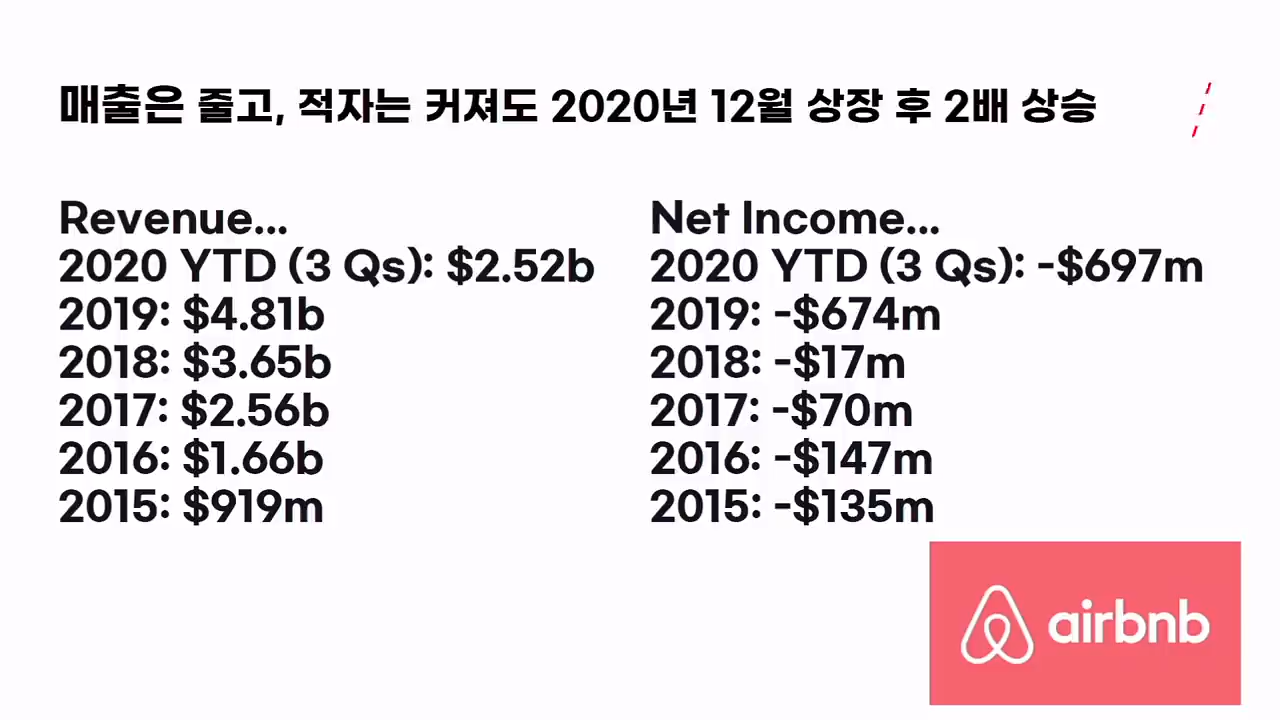 매출은 줄고, 적자는 커져도 2020년 12월 상장 후 2배 상승
Revenue...
2020 YTD (3 Qs): $2.52b
2019: $4.81b
2018: $3.65b
2017: $2.56b
2016: $1.66b
2015: $919m
Net Income...
2020 YTD (3 Qs): -$697m
2019: -$674m
2018: -$17m
2017: -$70m
2016: -$147m
2015: -$135m
airbnb